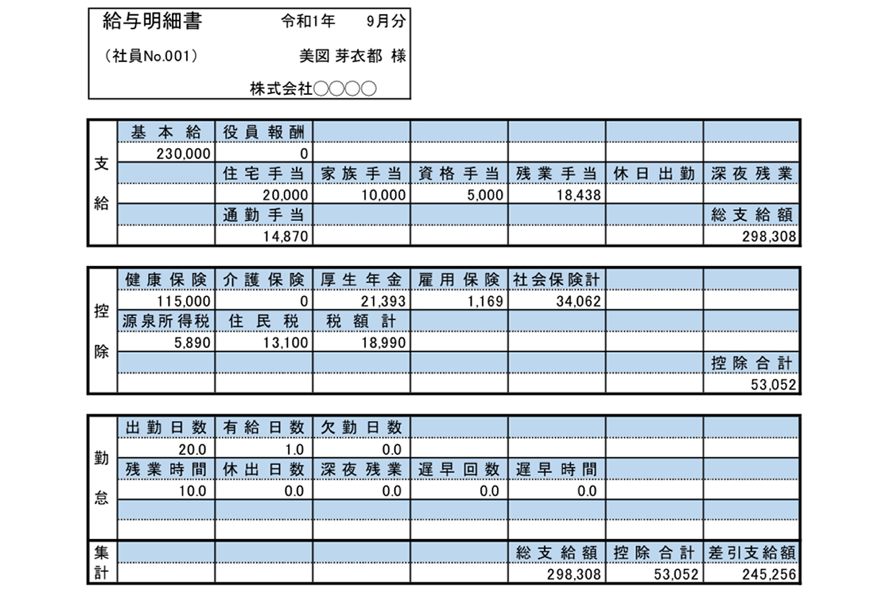 給与明細書 令和1年 9月分
（社員No.001） 美図 芽衣都 様
株式会社〇〇〇〇
支給
基本給 役員報酬
230,000 0
住宅手当 家族手当 資格手当 残業手当 休日出勤 深夜残業
20,000 10,000 5,000 18,438
通勤手当 総支給額
14,870 298,308
控除
健康保険 介護保険 厚生年金 雇用保険 社会保険計
115,000 0 21,393 1,169 34,062
源泉所得税 住民税 税額計
5,890 13,100 18,990
控除合計
53,052
勤怠
出勤日数 有給日数 欠勤日数
20.0 1.0 0.0
残業時間 休出日数 深夜残業 遅早回数 遅早時間
10.0 0.0 0.0 0.0 0.0
集計
総支給額 控除合計 差引支給額
298,308 53,052 245,256